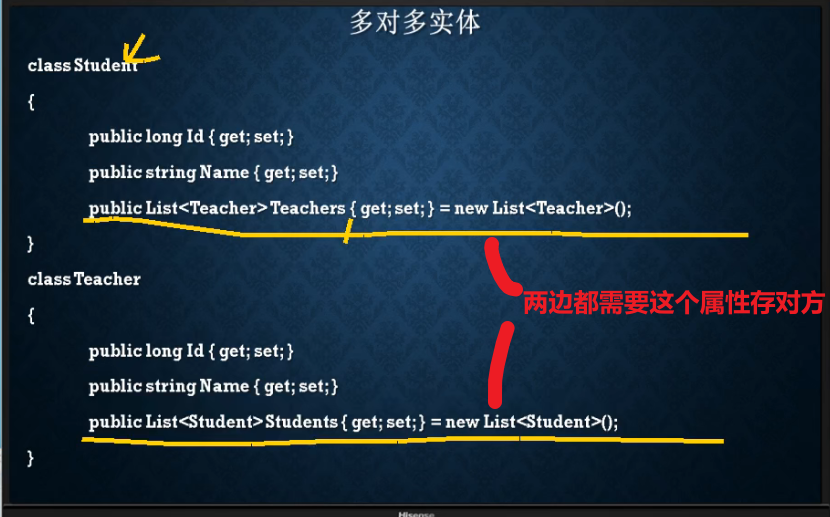 多对多实体
class Student
{
public long Id { get; set; }
public string Name { get; set; }
public List<Teacher> Teachers { get; set; } = new List<Teacher>();
}
class Teacher
{
两边都需要这个属性存对方
public long Id { get; set; }
public string Name { get; set; }
public List<Student> Students { get; set; } = new List<Student>();
}
Hisense